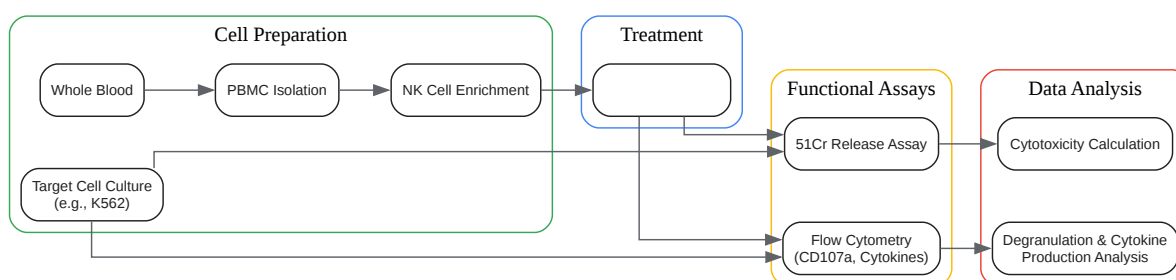 Cell Preparation
Whole Blood
PBMC Isolation
NK Cell Enrichment
Target Cell Culture
(e.g., K562)
Treatment
Functional Assays
51Cr Release Assay
Flow Cytometry
(CD107a, Cytokines)
Data Analysis
Cytotoxicity Calculation
Degranulation & Cytokine
Production Analysis